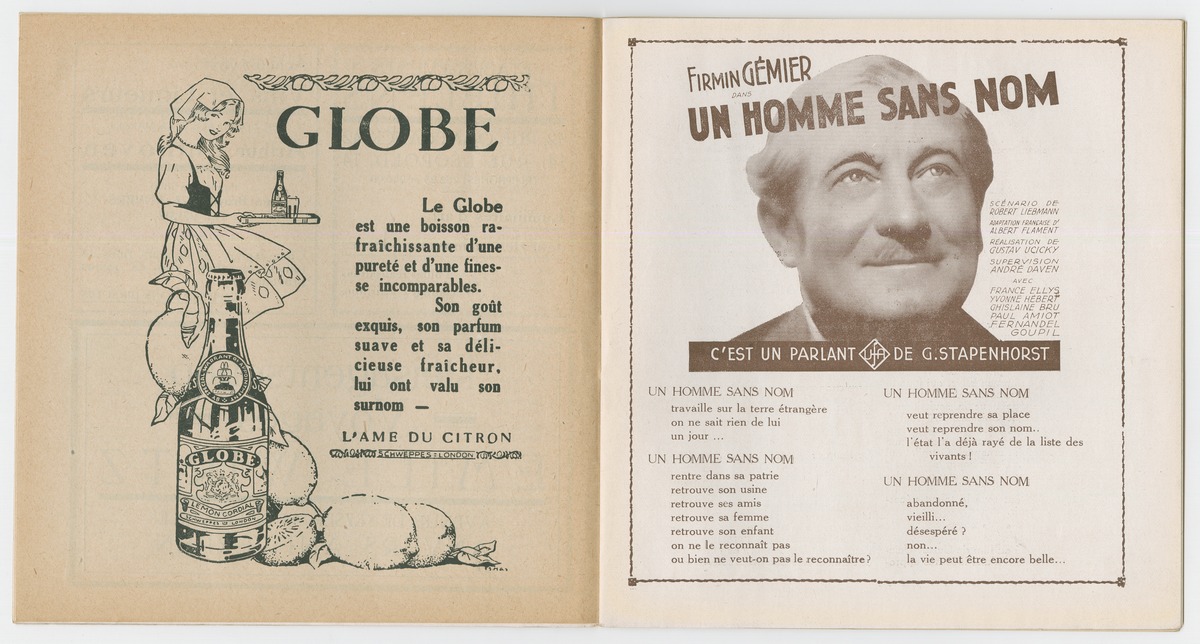 GLOBE
Le Globe
est une boisson ra-
fraîchissante d'une
pureté et d'une fines-
se incomparables.
Son goût
exquis, son parfum
suave et sa déli-
cieuse fraîcheur,
lui ont valu son
surnom —
L'AME DU CITRON
SCHWEPPES : LONDON
GLOBE
LEMON CORDIAL
SCHWEPPES LONDON
FIRMIN GÉMIER
DANS
UN HOMME SANS NOM
SCÉNARIO DE
ROBERT LIEBMANN
ADAPTATION FRANÇAISE D'
ALBERT FLAMENT
RÉALISATION DE
GUSTAV UCICKY
SUPERVISION
ANDRÉ DAVEN
AVEC
FRANCE ELLYS
YVONNE HÉBERT
GHISLAINE BRU
PAUL AMIOT
FERNANDEL
GOUPIL
C'EST UN PARLANT Ufa DE G.STAPENHORST
UN HOMME SANS NOM
travaille sur la terre étrangère
on ne sait rien de lui
un jour ...
UN HOMME SANS NOM
rentre dans sa patrie
retrouve son usine
retrouve ses amis
retrouve sa femme
retrouve son enfant
on ne le reconnaît pas
ou bien ne veut-on pas le reconnaître?
UN HOMME SANS NOM
veut reprendre sa place
veut reprendre son nom..
l'état l'a déjà rayé de la liste des
vivants !
UN HOMME SANS NOM
abandonné,
vieilli...
désespéré ?
non...
la vie peut être encore belle...